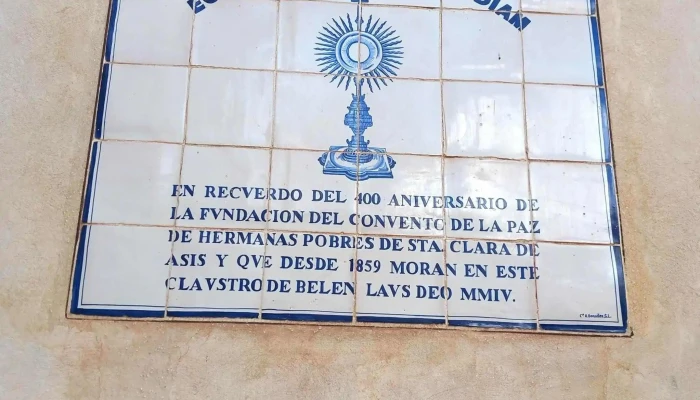 EN RECVERDO DEL 400 ANIVERSARIO DE
LA FVNDACION DEL CONVENTO DE LA PAZ
DE HERMANAS POBRES DE STA. CLARA DE
ASIS Y QVE DESDE 1859 MORAN EN ESTE
CLAVSTRO DE BELEN LAVS DEO MMIV.